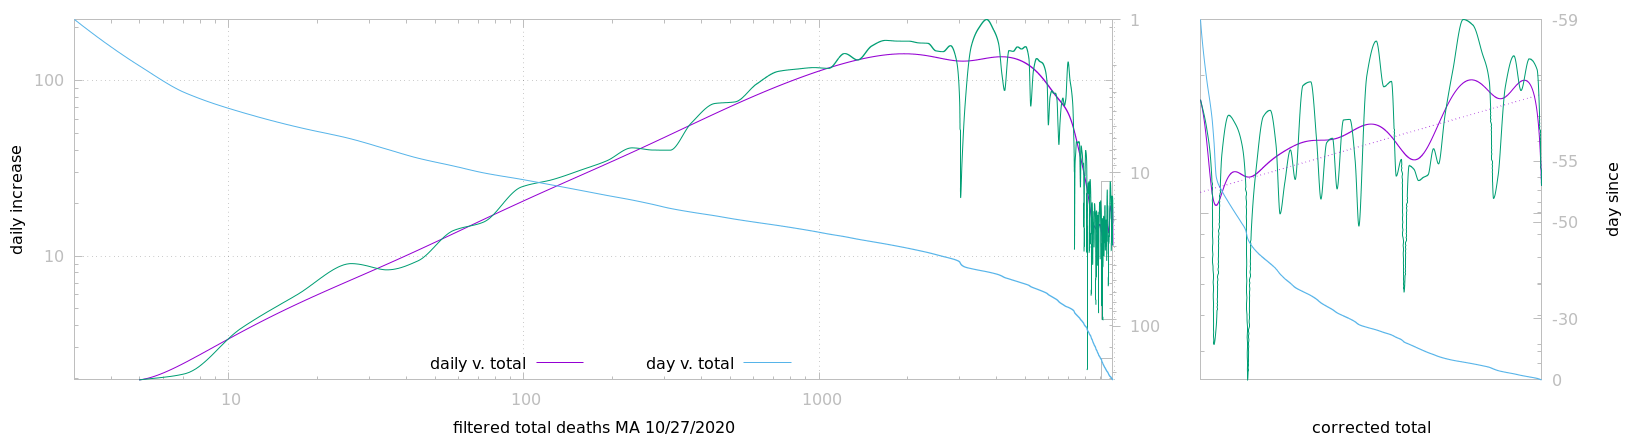 1
-59
100
daily increase
10
-55
day since
-50
10
-30
100
daily v. total
day v. total
0
10
100
1000
filtered total deaths MA 10/27/2020
corrected total